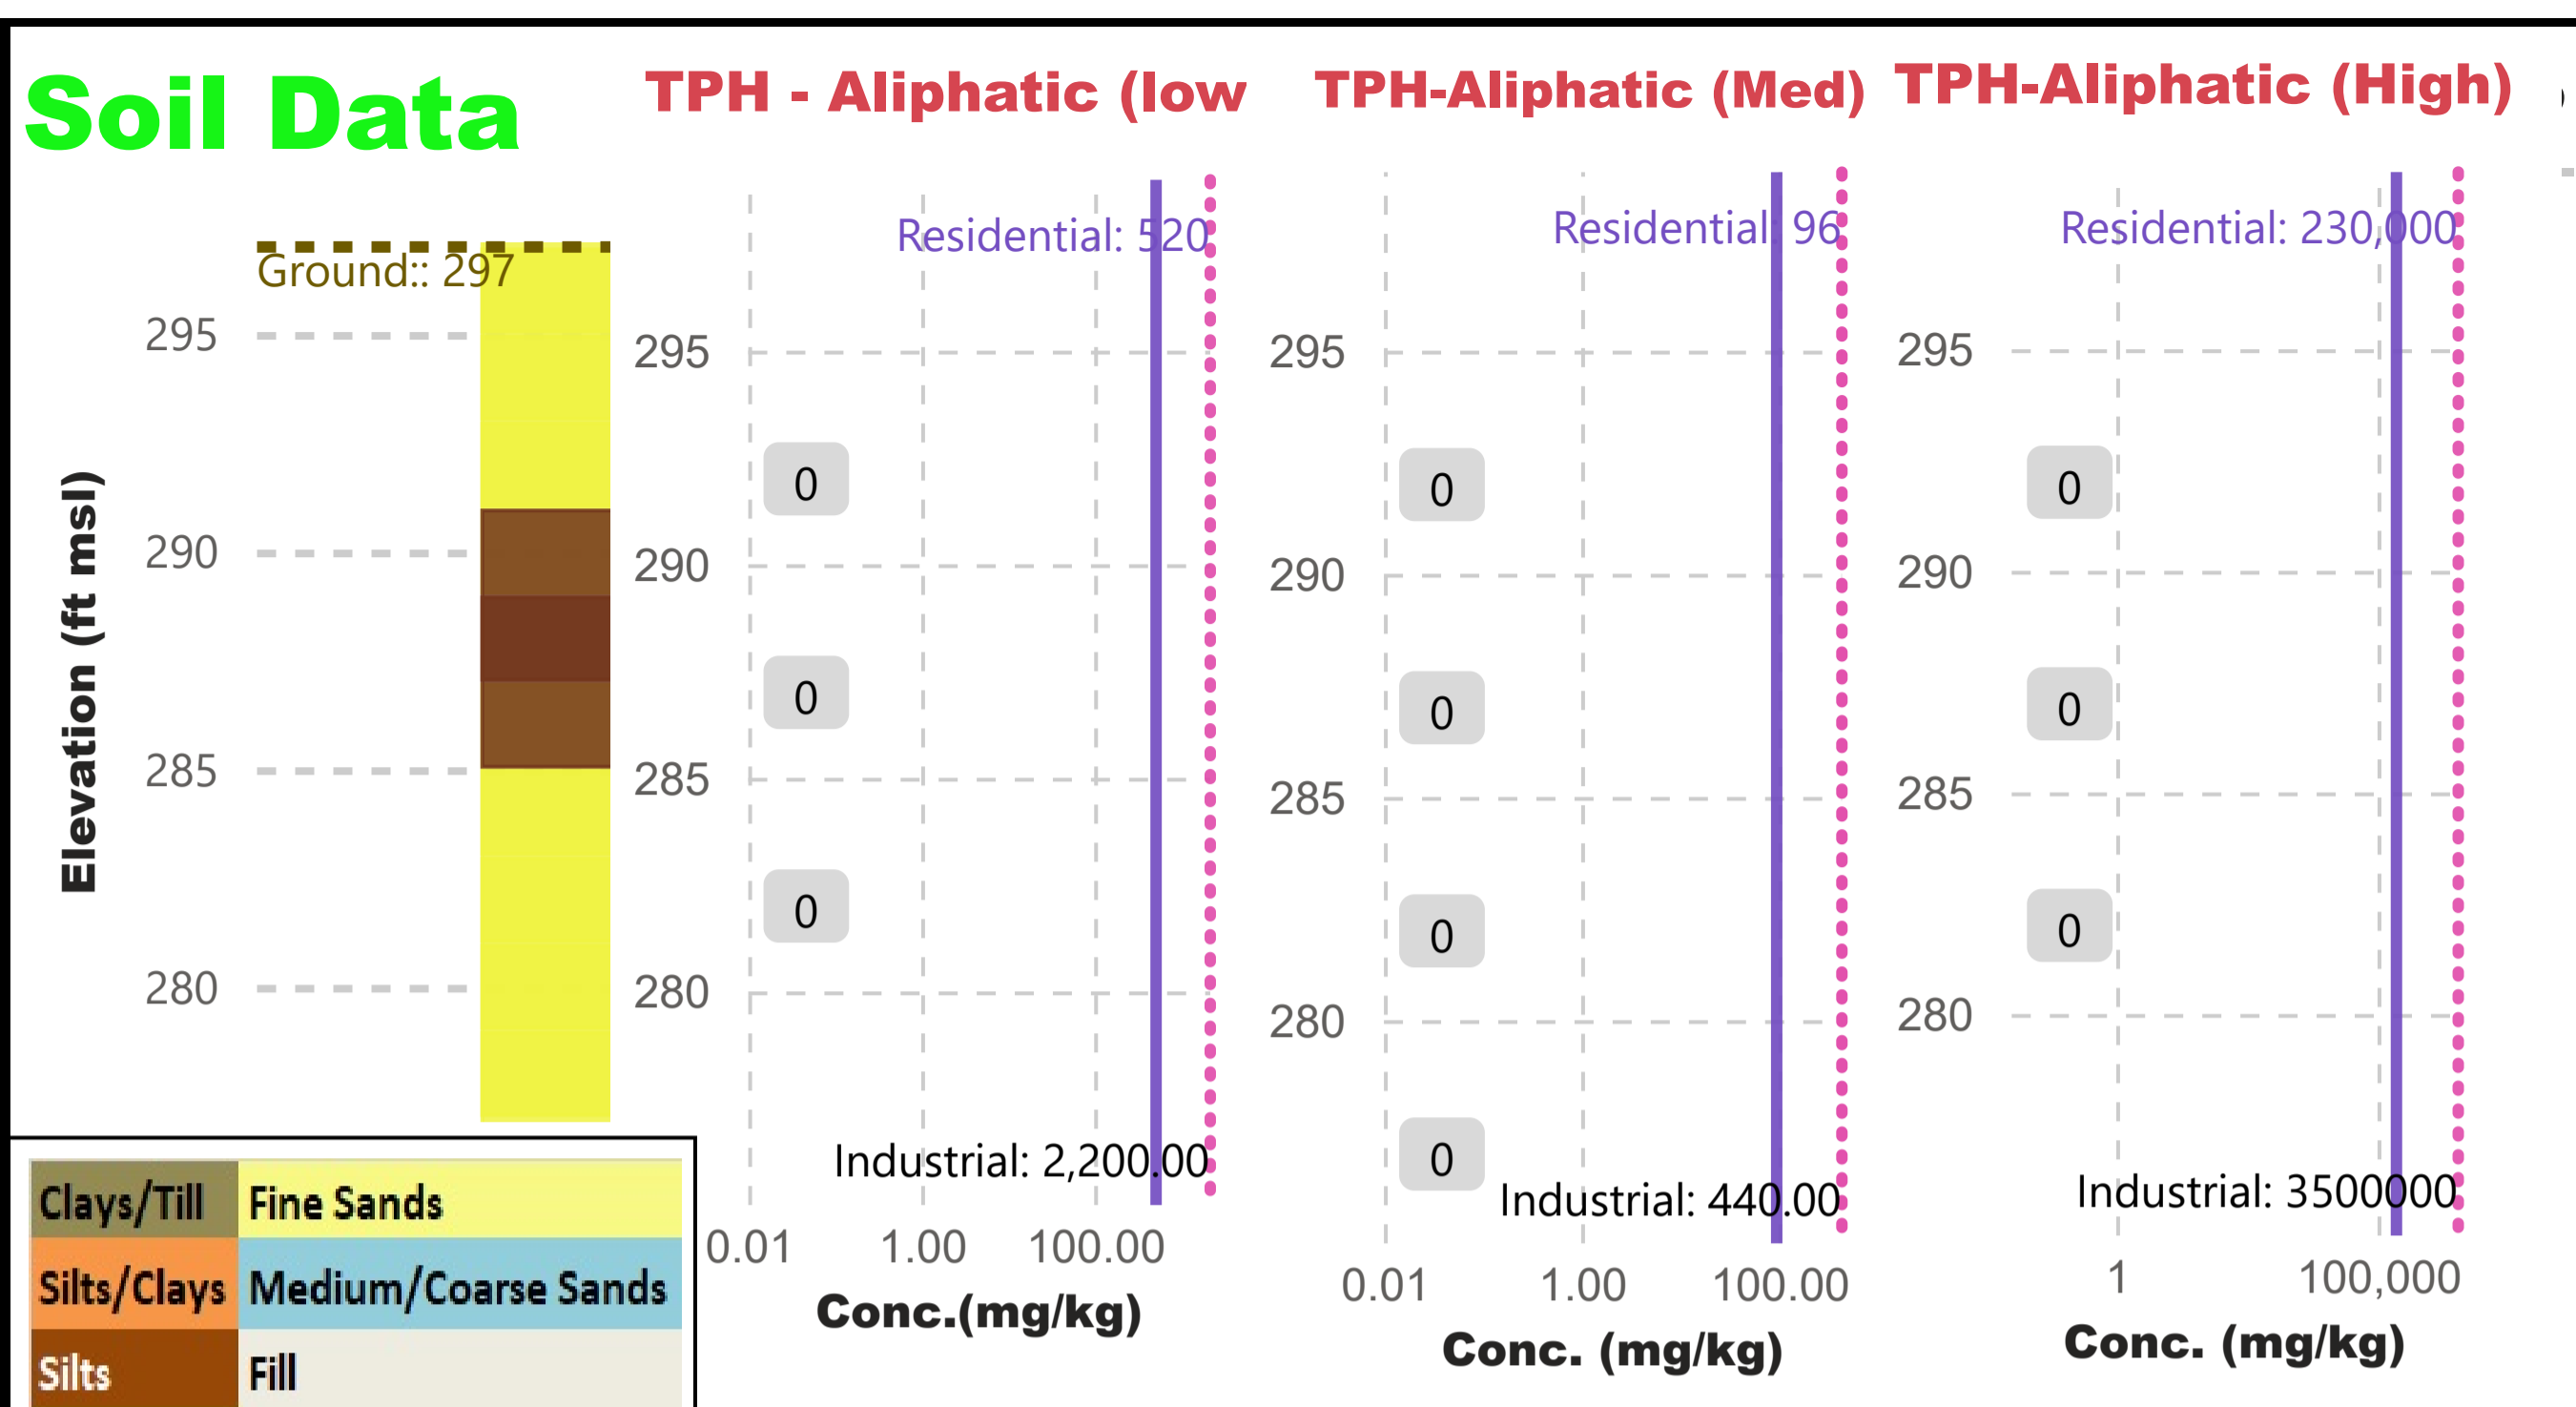 Soil Data
Ground:: 297
295
290
285
280
Elevation (ft msl)
Clays/Till
Fine Sands
Silts/Clays
Medium/Coarse Sands
Silts
Fill
TPH - Aliphatic (low
Residential: 520
295
290
285
280
0
0
0
Industrial: 2,200.00
0.01
1.00
100.00
Conc.(mg/kg)
TPH-Aliphatic (Med)
Residential: 96
295
290
285
280
0
0
0
0
Industrial: 440.00
0.01
1.00
100.00
Conc. (mg/kg)
TPH-Aliphatic (High)
Residential: 230,000
295
290
285
280
0
0
0
Industrial: 3500000
1
100,000
Conc. (mg/kg)